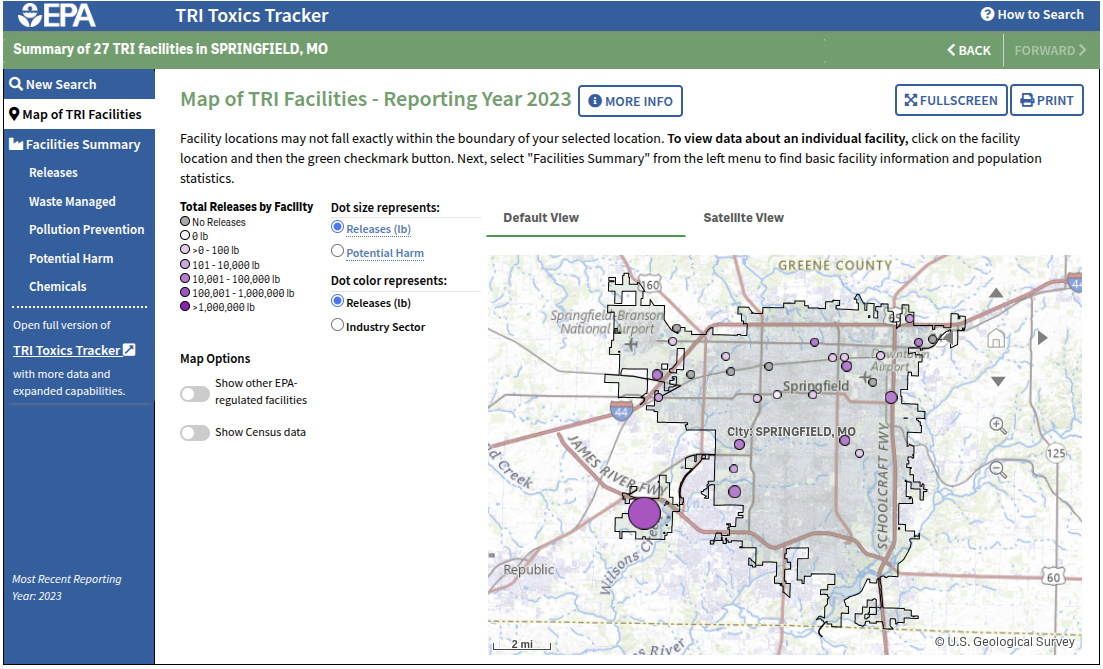 EPA
TRI Toxics Tracker
How to Search
Summary of 27 TRI facilities in SPRINGFIELD, MO
BACK
FORWARD
New Search
Map of TRI Facilities
Facilities Summary
Releases
Waste Managed
Pollution Prevention
Potential Harm
Chemicals
Open full version of
TRI Toxics Tracker
with more data and
expanded capabilities.
Most Recent Reporting
Year: 2023
Map of TRI Facilities - Reporting Year 2023
MORE INFO
FULLSCREEN
PRINT
Facility locations may not fall exactly within the boundary of your selected location. To view data about an individual facility, click on the facility
location and then the green checkmark button. Next, select "Facilities Summary" from the left menu to find basic facility information and population
statistics.
Total Releases by Facility
No Releases
0 lb
>0 - 100 lb
101 - 10,000 lb
10,001 - 100,000 lb
100,001 - 1,000,000 lb
>1,000,000 lb
Dot size represents:
Releases (lb)
Potential Harm
Dot color represents:
Releases (lb)
Industry Sector
Map Options
Show other EPA-
regulated facilities
Show Census data
Default View
Satellite View
GREENE COUNTY
160
44
Springfield-Branson
National Airport
65
Downtown
Airport
Springfield
44
City: SPRINGFIELD, MO
JAMES RIVER FWY
SCHOOLCRAFT FWY
125
Creek
Republic
Wilsons Cre
60
2 mi
s River
© U.S. Geological Survey